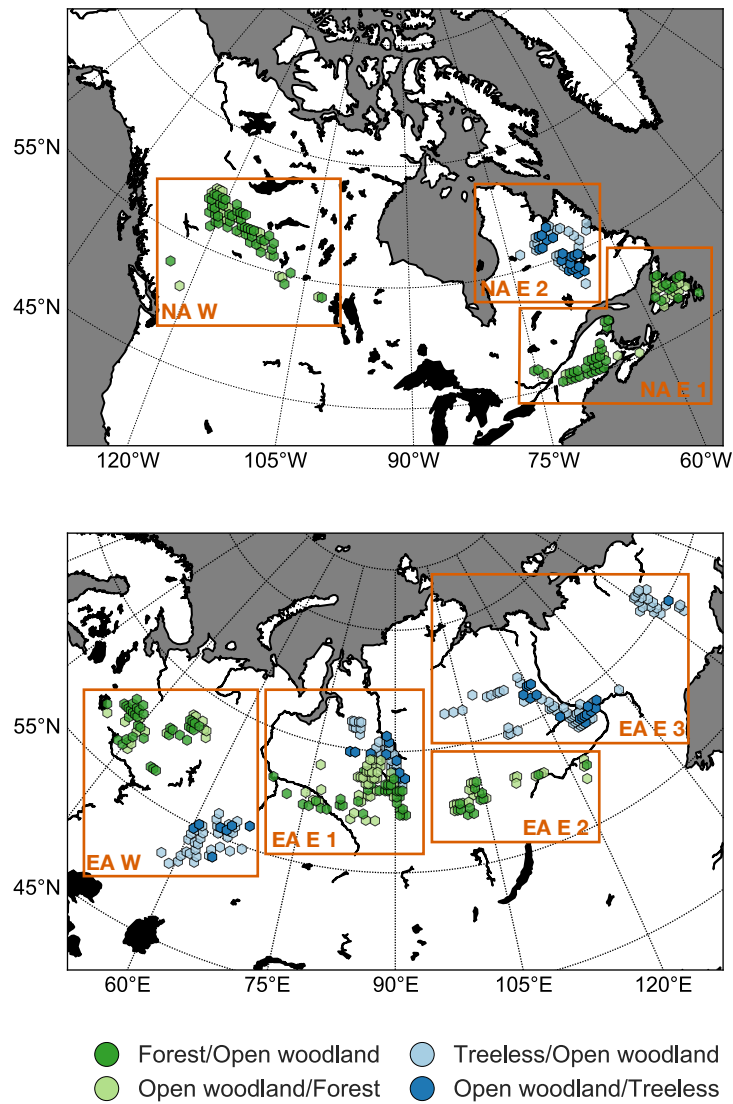 55°N
45°N
NA W
NA E 2
NA E 1
120°W 105°W 90°W 75°W 60°W
55°N
45°N
EA W
EA E 1
EA E 2
EA E 3
60°E 75°E 90°E 105°E 120°E
Forest/Open woodland Treeless/Open woodland
Open woodland/Forest Open woodland/Treeless